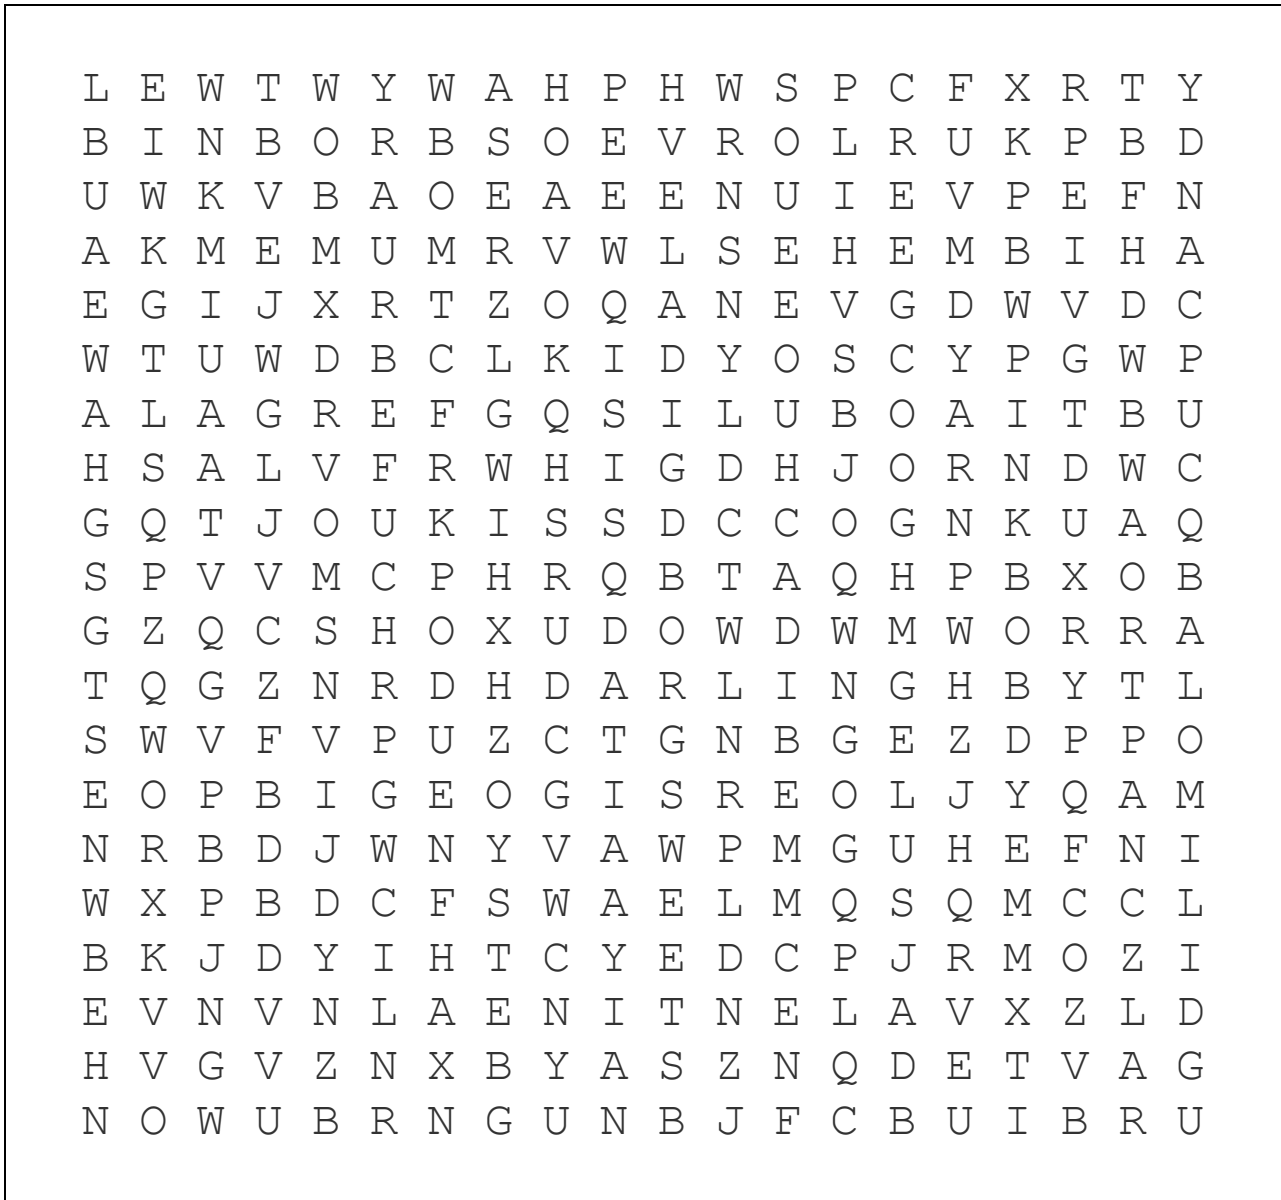 L E W T W Y W A H P H W S P C F X R T Y
B I N B O R B S O E V R O L R U K P B D
U W K V B A O E A E E N U I E V P E F N
A K M E M U M R V W L S E H E M B I H A
E G I J X R T Z O Q A N E V G D W V D C
W T U W D B C L K I D Y O S C Y P G W P
A L A G R E F G Q S I L U B O A I T B U
H S A L V F R W H I G D H J O R N D W C
G Q T J O U K I S S D C C O G N K U A Q
S P V V M C P H R Q B T A Q H P B X O B
G Z Q C S H O X U D O W D W M W O R R A
T Q G Z N R D H D A R L I N G H B Y T L
S W V F V P U Z C T G N B G E Z D P P O
E O P B I G E O G I S R E O L J Y Q A M
N R B D J W N Y V A W P M G U H E F N I
W X P B D C F S W A E L M Q S Q M C C L
B K J D Y I H T C Y E D C P J R M O Z I
E V N V N L A E N I T N E L A V X Z L D
H V G V Z N X B Y A S Z N Q D E T V A G
N O W U B R N G U N B J F C B U I B R U